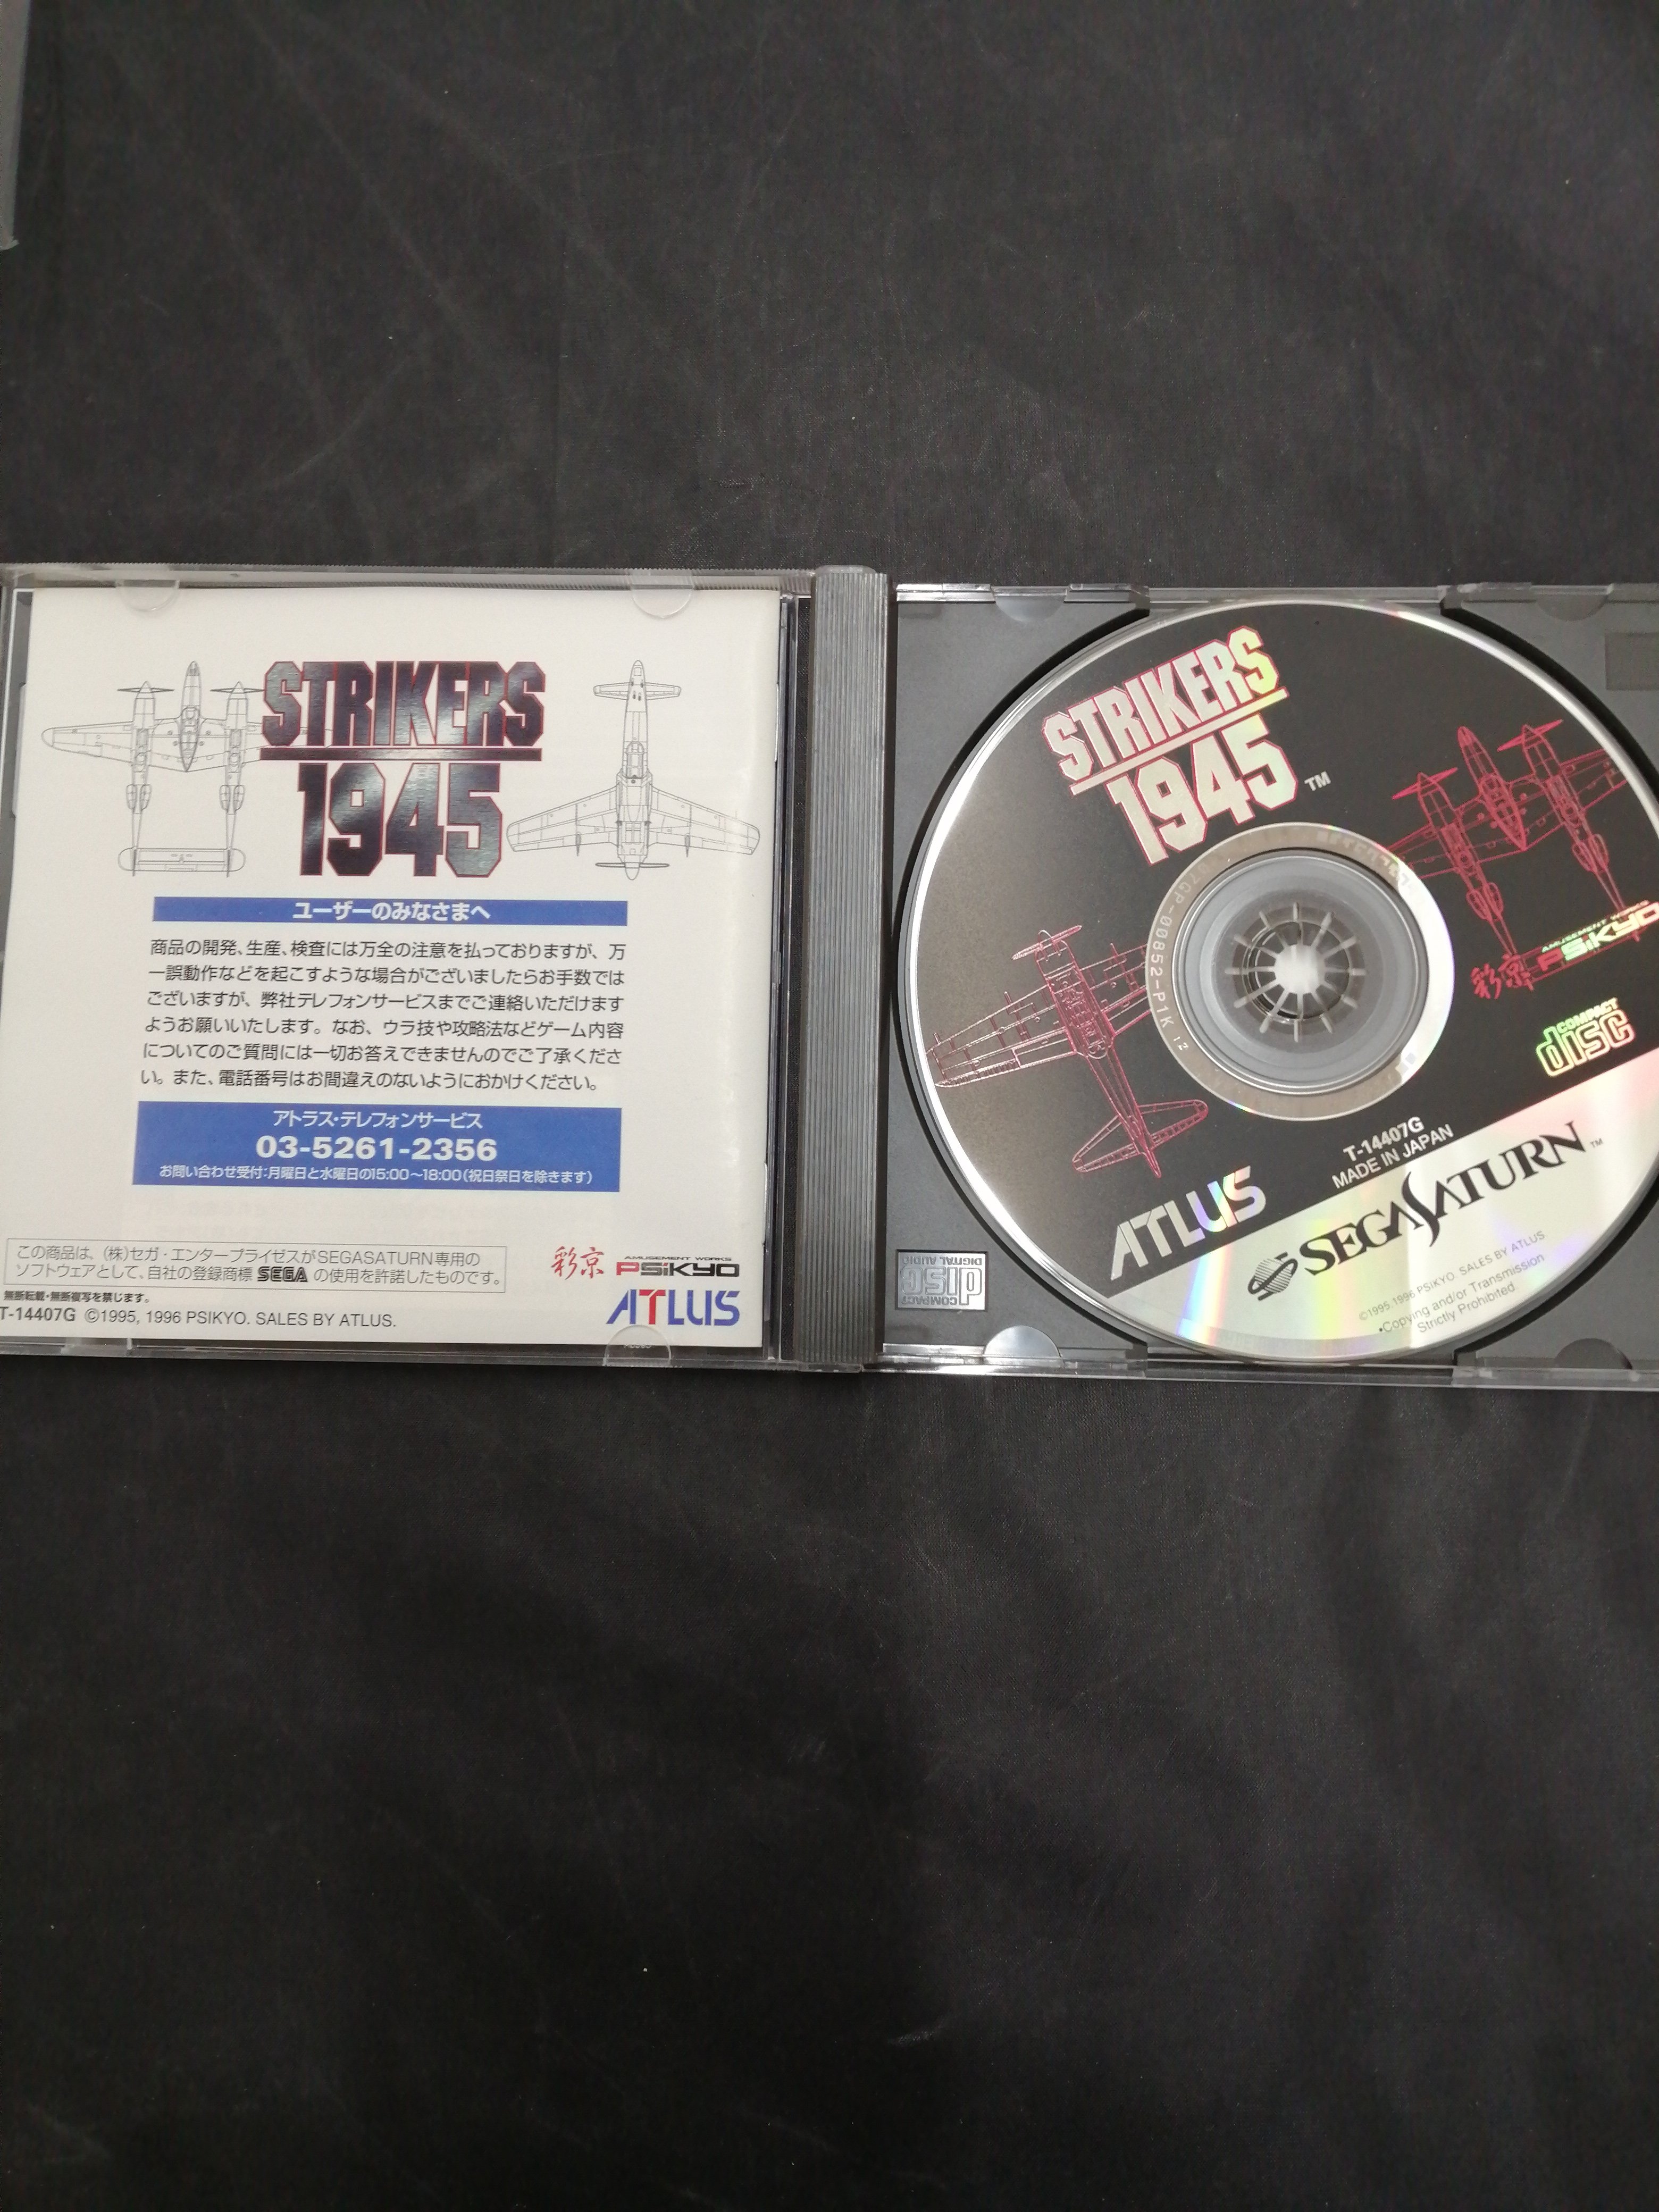 STRIKERS
1945
ユーザーのみなさまへ
商品の開発、生産、検査には万全の注意を払っておりますが、万
一誤動作などを起こすような場合がございましたらお手数では
ございますが、弊社テレフォンサービスまでご連絡いただけます
ようお願いいたします。なお、ウラ技や攻略法などゲーム内容
についてのご質問には一切お答えできませんのでご了承くださ
い。また、電話番号はお間違えのないようにおかけください。
アトラス・テレフォンサービス
03-5261-2356
お問い合わせ受付:月曜日と水曜日の15:00〜18:00(祝日祭日を除きます)
この商品は、(株)セガ・エンタープライゼスがSEGASATURN専用の
ソフトウェアとして、自社の登録商標 SEGA の使用を許諾したものです。
無断転載・無断複写を禁じます。
T-14407G ©1995, 1996 PSIKYO. SALES BY ATLUS.
彩京 AMUSEMENT WORKS PSIKYO
ATLUS
STRIKERS
1945™
彩京 AMUSEMENT WORKS PSIKYO
COMPACT disc
T-14407G
MADE IN JAPAN
ATLUS
SEGASATURN™
©1995.1996 PSIKYO. SALES BY ATLUS
•Copying and/or Transmission
Strictly Prohibited.
COMPACT disc DIGITAL AUDIO